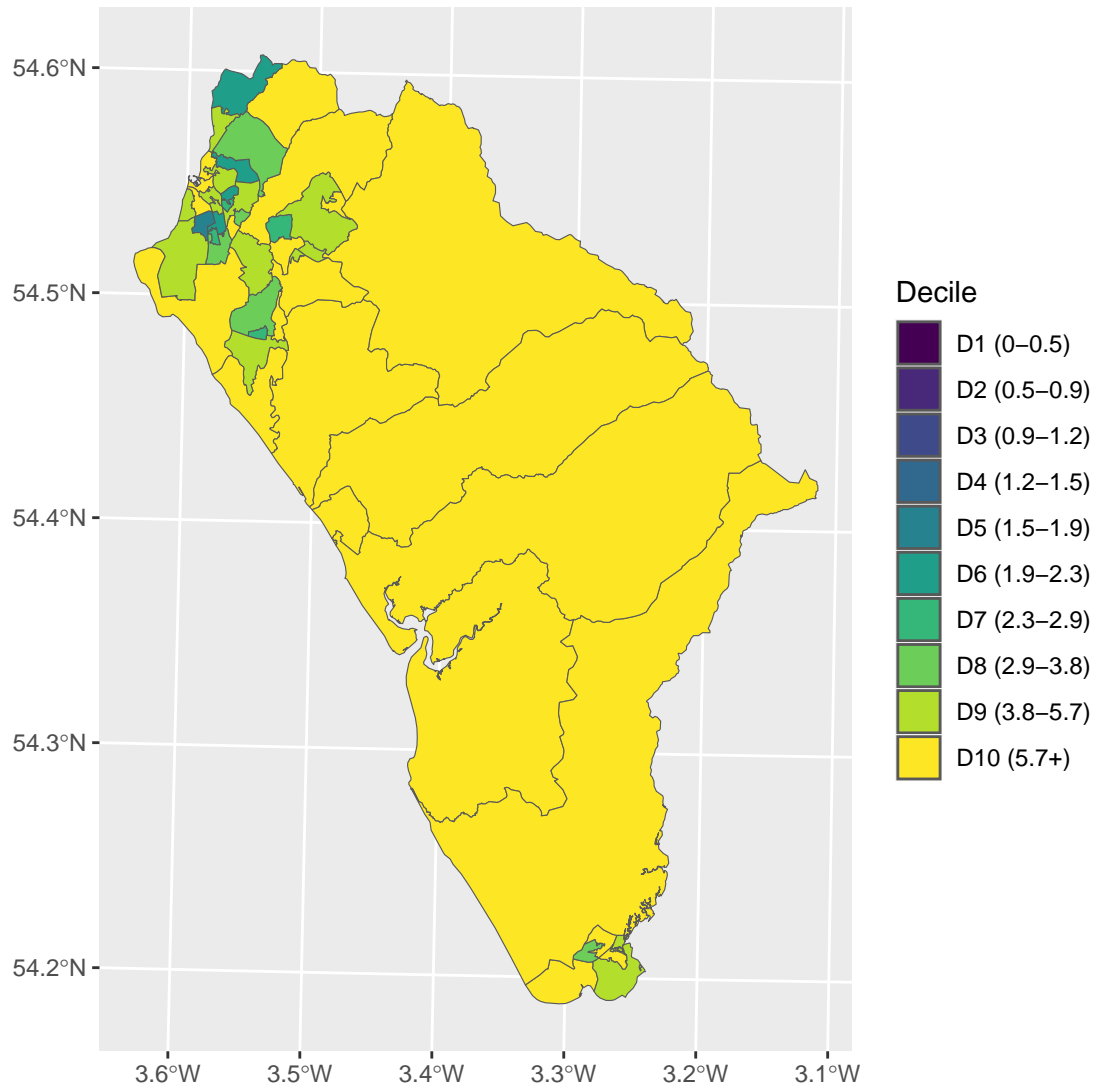 54.6°N
54.5°N
54.4°N
54.3°N
54.2°N
3.6°W
3.5°W
3.4°W
3.3°W
3.2°W
3.1°W
Decile
D1 (0–0.5)
D2 (0.5–0.9)
D3 (0.9–1.2)
D4 (1.2–1.5)
D5 (1.5–1.9)
D6 (1.9–2.3)
D7 (2.3–2.9)
D8 (2.9–3.8)
D9 (3.8–5.7)
D10 (5.7+)